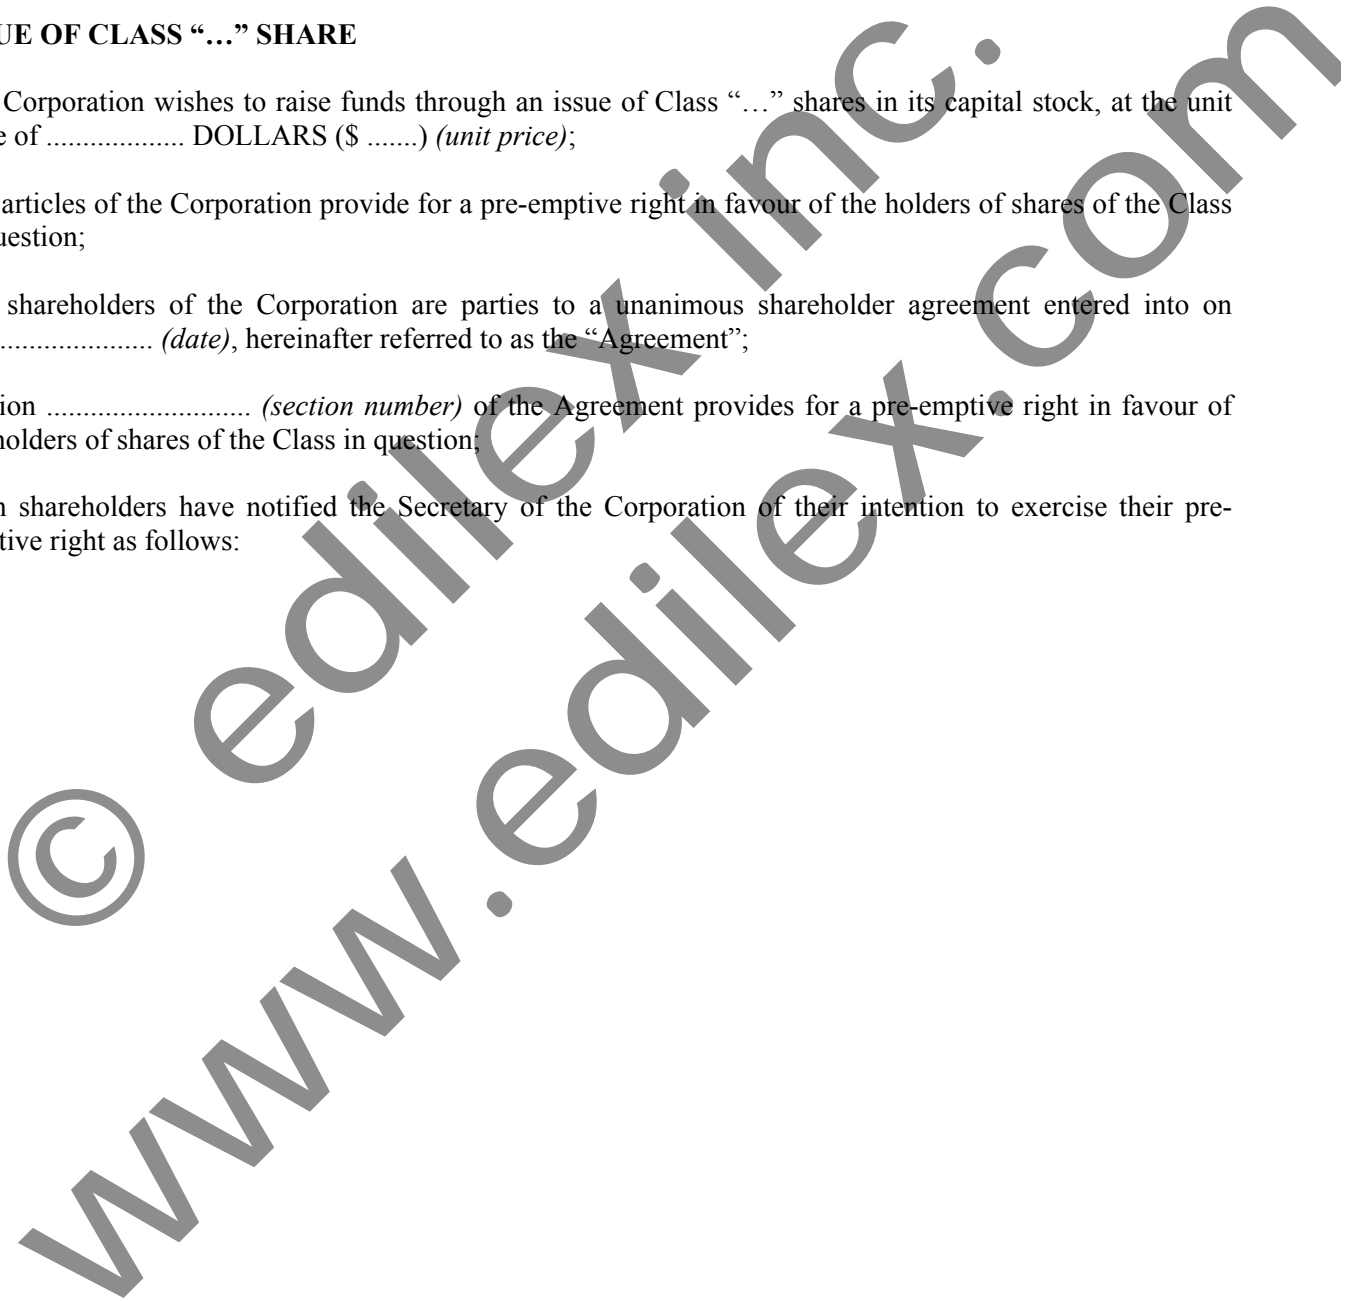 UE OF CLASS “…” SHARE
Corporation wishes to raise funds through an issue of Class “…” shares in its capital stock, at the unit
e of ................... DOLLARS ($ .......) (unit price);
articles of the Corporation provide for a pre-emptive right in favour of the holders of shares of the Class
uestion;
shareholders of the Corporation are parties to a unanimous shareholder agreement entered into on
..................... (date), hereinafter referred to as the “Agreement”;
ion ............................ (section number) of the Agreement provides for a pre-emptive right in favour of
holders of shares of the Class in question;
n shareholders have notified the Secretary of the Corporation of their intention to exercise their pre-
tive right as follows:
© edilex inc.
www.edilex.com